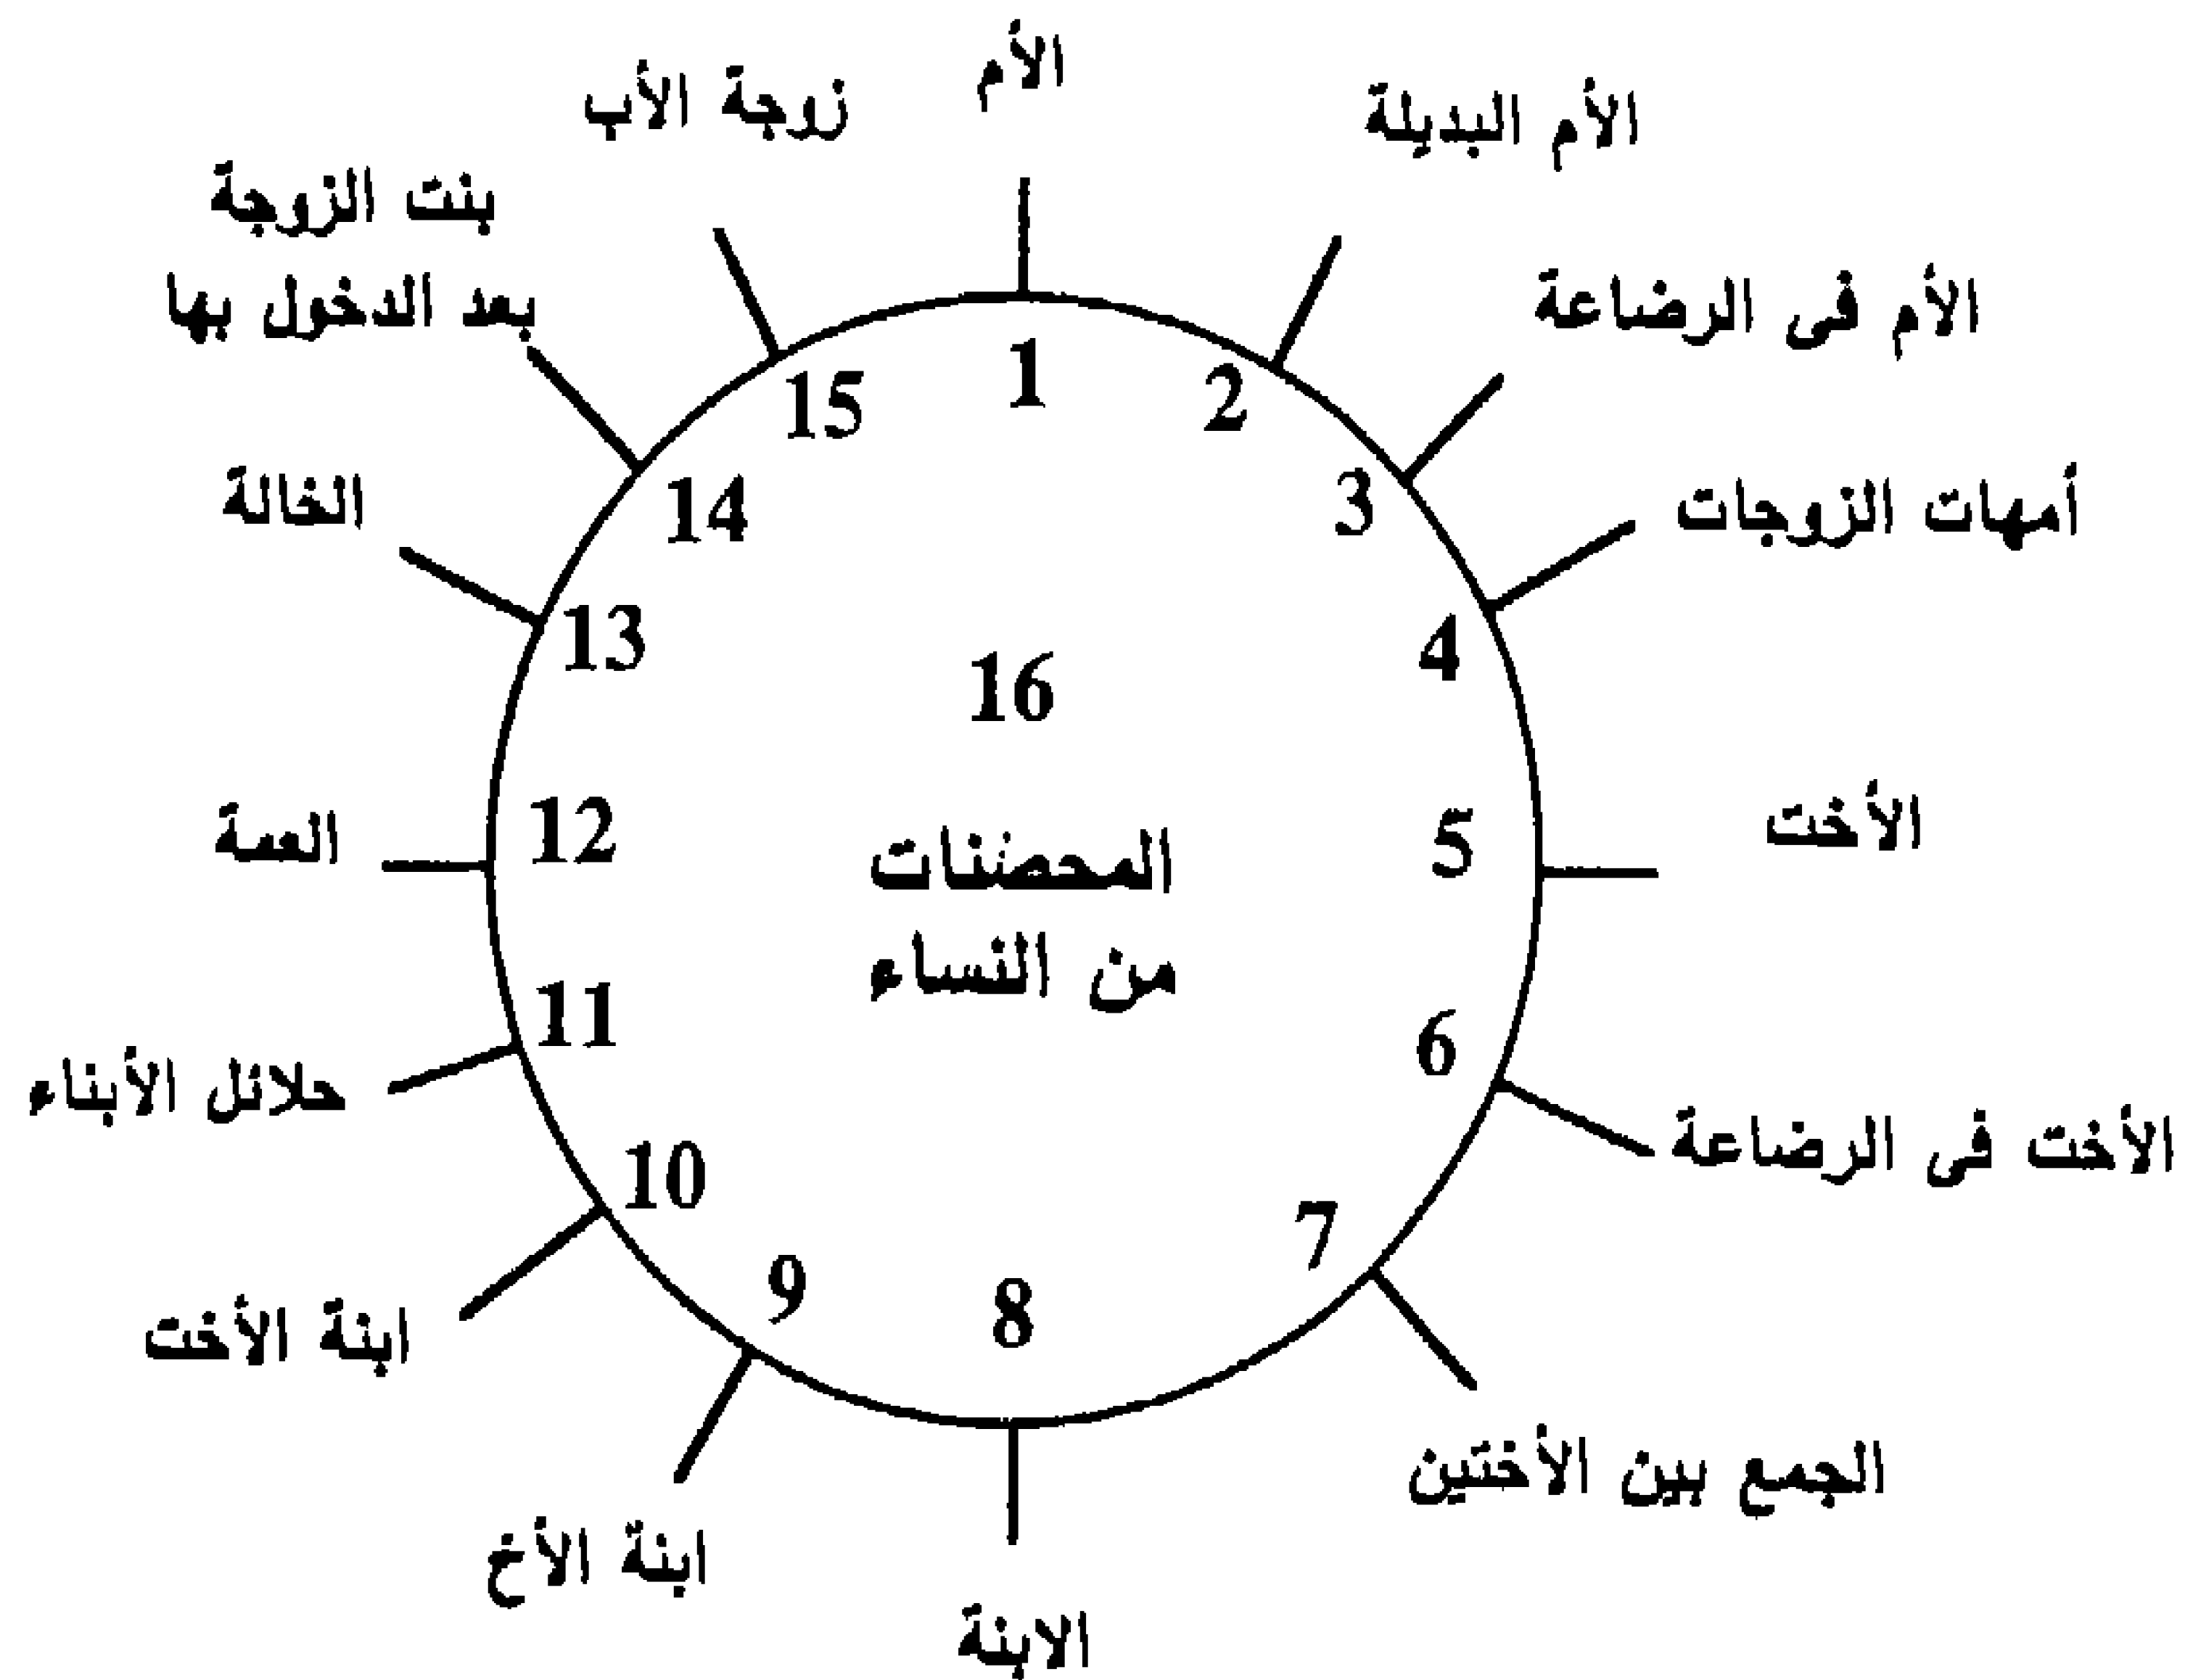 الأم
1
الأم البديلة
2
الأم فى الرضاعة
3
أمهات الزوجات
4
الأخت
5
الأخت فى الرضاعة
6
الجمع بين الأختين
7
الابنة
8
ابنة الأخ
9
ابنة الأخت
10
حلائل الأبناء
11
العمة
12
الخالة
13
بنت الزوجة
بعد الدخول بها
14
زوجة الأب
15
16
المحصنات
من النساء